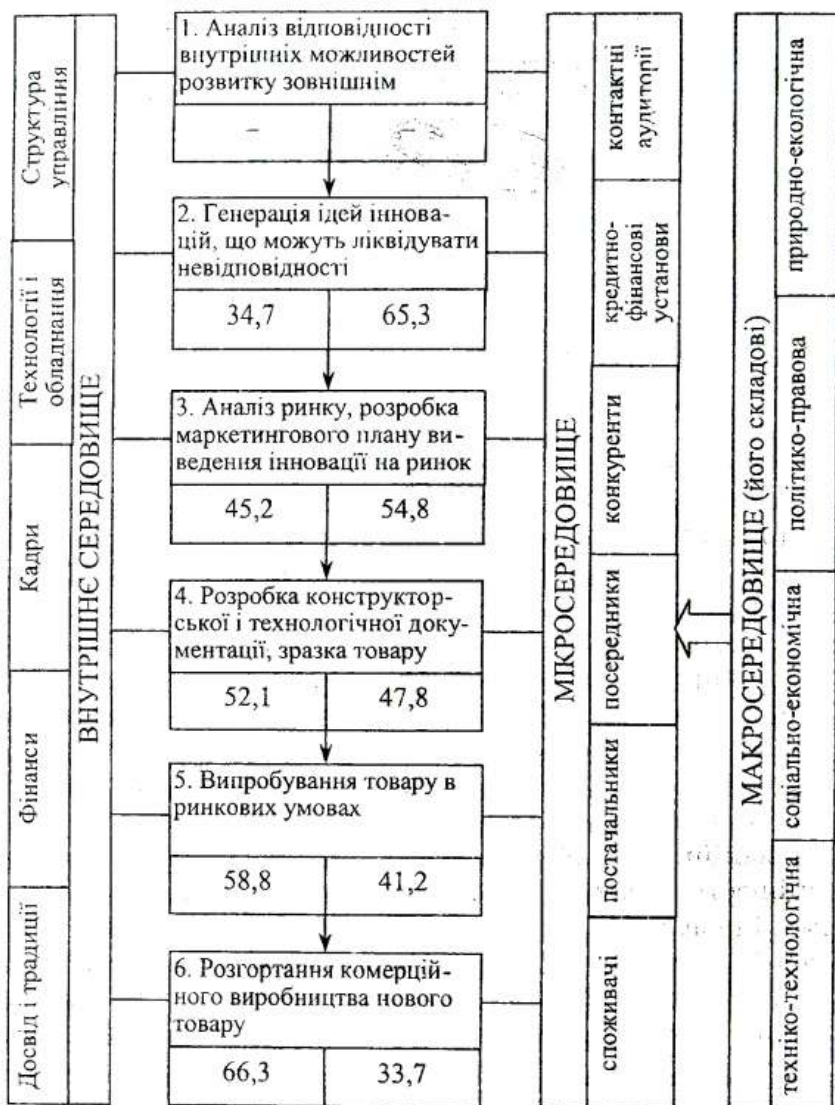 Структура
управління
Технології і
обладнання
Кадри
Фінанси
Досвід і традиції
ВНУТРІШНЄ СЕРЕДОВИЩЕ
1. Аналіз відповідності
внутрішніх можливостей
розвитку зовнішнім
- -
2. Генерація ідей іннова-
цій, що можуть ліквідувати
невідповідності
34,7 65,3
3. Аналіз ринку, розробка
маркетингового плану ви-
ведення інновації на ринок
45,2 54,8
4. Розробка конструктор-
ської і технологічної доку-
ментації, зразка товару
52,1 47,8
5. Випробування товару в
ринкових умовах
58,8 41,2
6. Розгортання комерцій-
ного виробництва нового
товару
66,3 33,7
МІКРОСЕРЕДОВИЩЕ
контактні
аудиторії
кредитно-
фінансові
установи
конкуренти
посередники
постачальники
споживачі
МАКРОСЕРЕДОВИЩЕ (його складові)
природно-екологічна
політико-правова
соціально-економічна
техніко-технологічна